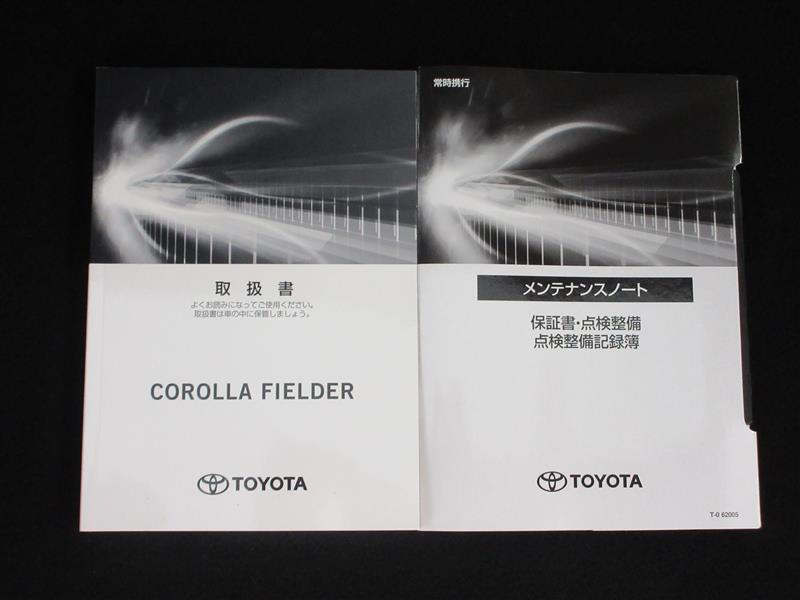 取扱書
よくお読みになってご使用ください。
取扱書は車の中に保管しましょう。
COROLLA FIELDER
TOYOTA
常時携行
メンテナンスノート
保証書・点検整備
点検整備記録簿
TOYOTA
T-0 62005